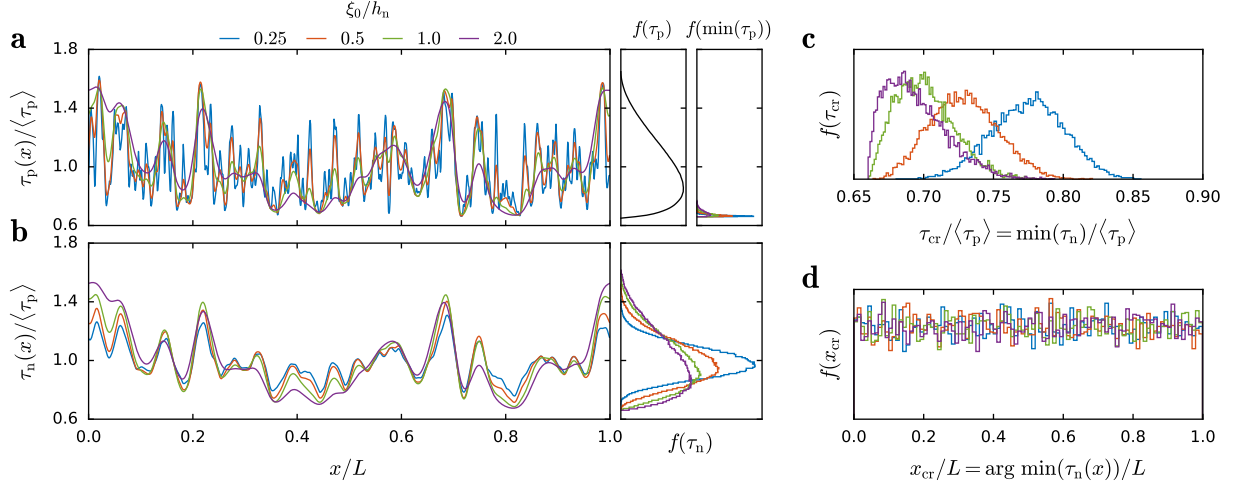 ξ₀/hₙ
0.25 0.5 1.0 2.0
a
τₚ(x)/⟨τₚ⟩
1.8
1.4
1.0
0.6
f(τₚ)
f(min(τₚ))
b
τₙ(x)/⟨τₚ⟩
1.8
1.4
1.0
0.6
0.0 0.2 0.4 0.6 0.8 1.0
x/L
f(τₙ)
c
f(τcr)
0.65 0.70 0.75 0.80 0.85 0.90
τcr/⟨τₚ⟩ = min(τₙ)/⟨τₚ⟩
d
f(xcr)
0.0 0.2 0.4 0.6 0.8 1.0
xcr/L = arg min(τₙ(x))/L